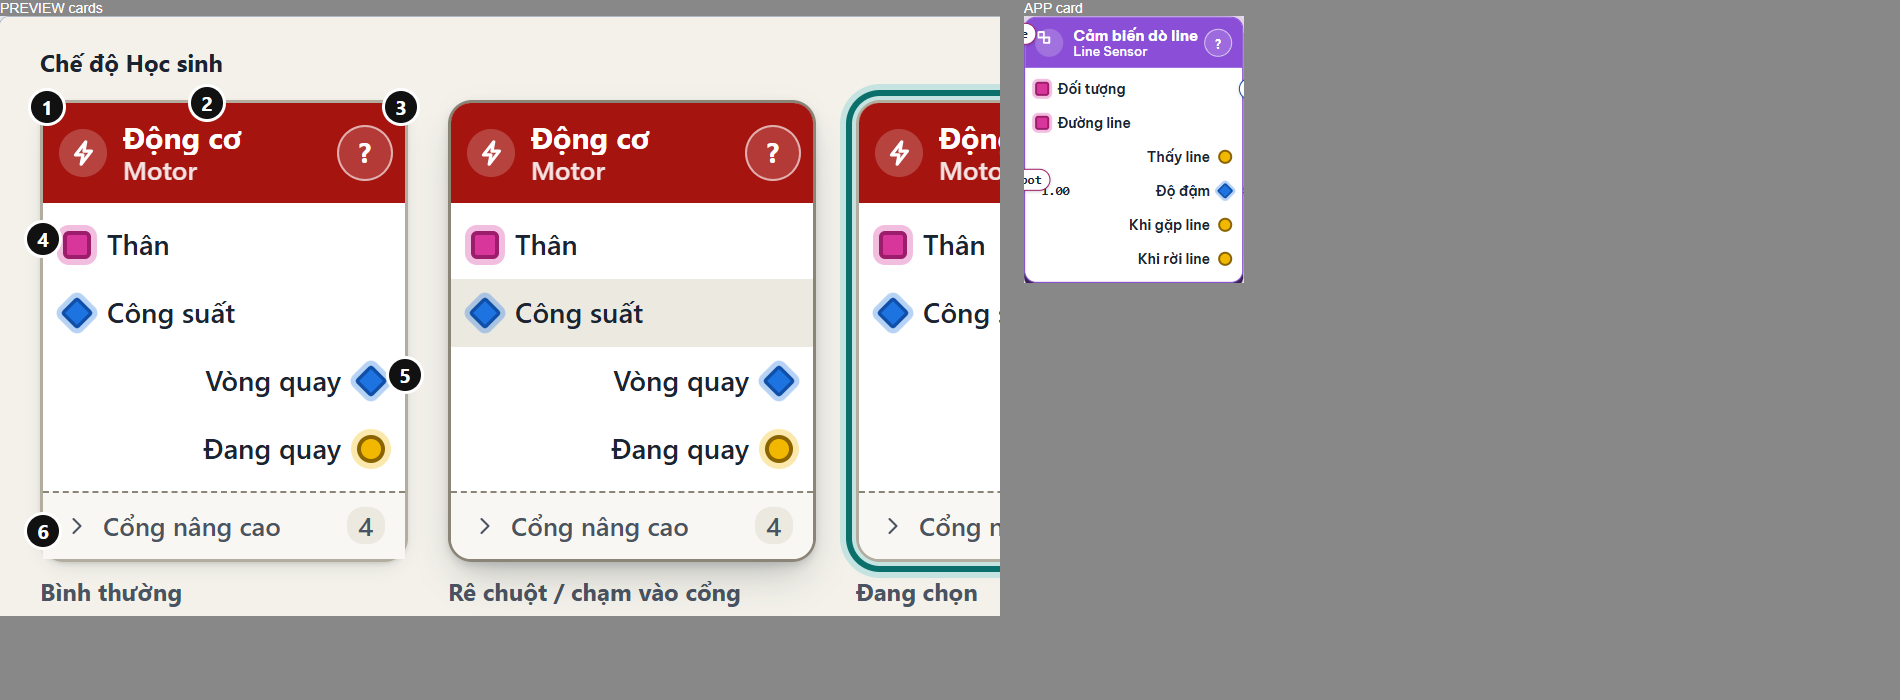 PREVIEW cards
Chế độ Học sinh
1
2
3
Động cơ
Motor
?
4
Thân
Công suất
Vòng quay
5
Đang quay
6
Cổng nâng cao
4
Bình thường
Động cơ
Motor
?
Thân
Công suất
Vòng quay
Đang quay
Cổng nâng cao
4
Rê chuột / chạm vào cổng
Thân
Công
Đang chọn
APP card
Cảm biến dò line
Line Sensor
?
Đối tượng
Đường line
Thấy line
1.00
Độ đậm
Khi gặp line
Khi rời line